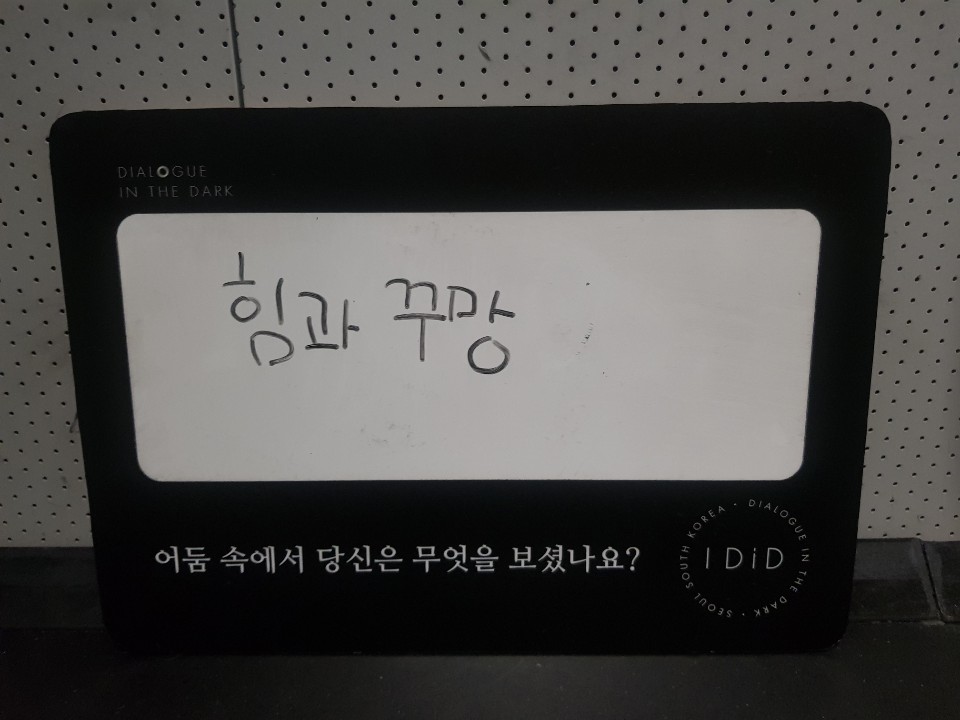 DIALOGUE
IN THE DARK
힘과 꾸망
어둠 속에서 당신은 무엇을 보셨나요?
I DiD
DIALOGUE IN THE DARK · SEOUL SOUTH KOREA ·